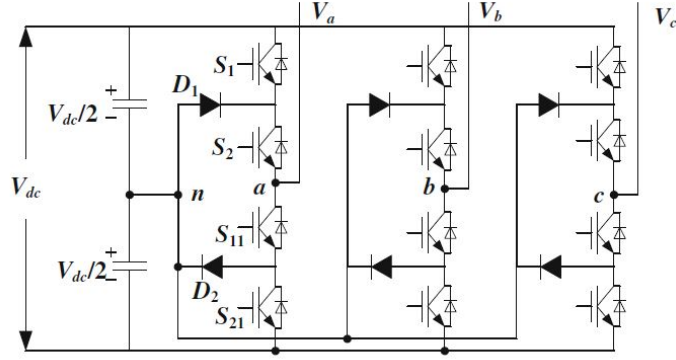 V_a V_b V_c
S_1
D_1
+
V_dc/2
−
S_2
V_dc n a b c
S_11
+
V_dc/2
−
D_2
S_21